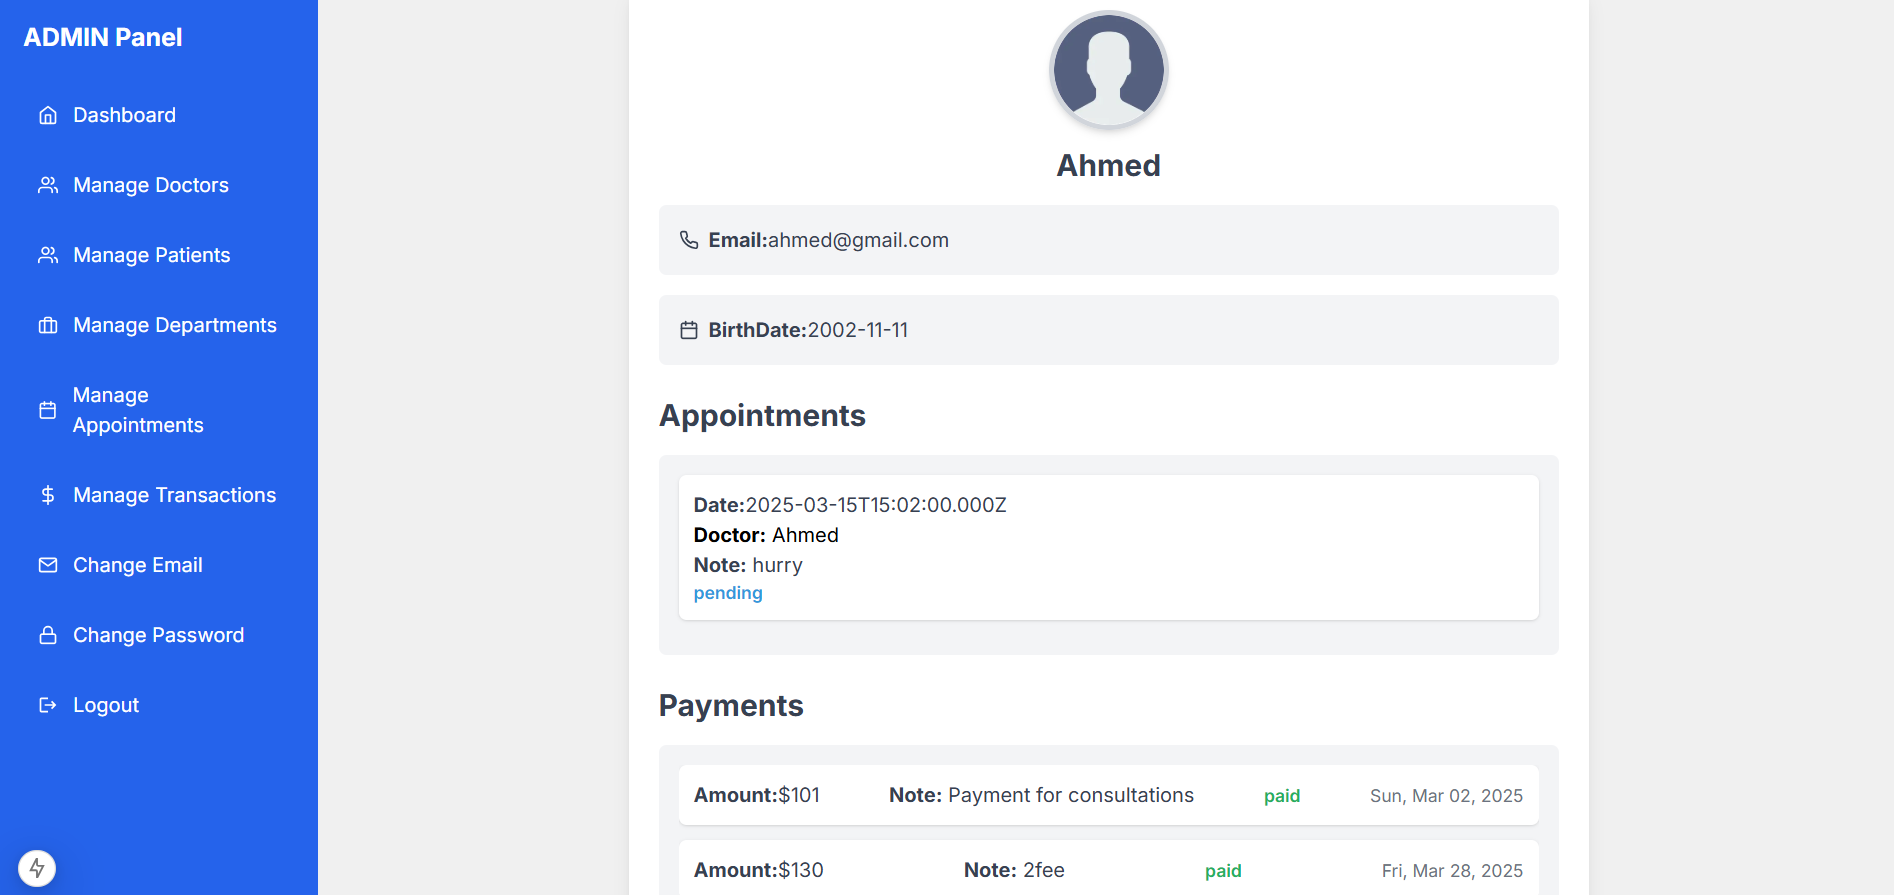 ADMIN Panel
Dashboard
Manage Doctors
Manage Patients
Manage Departments
Manage
Appointments
Manage Transactions
Change Email
Change Password
Logout
Ahmed
Email:ahmed@gmail.com
BirthDate:2002-11-11
Appointments
Date:2025-03-15T15:02:00.000Z
Doctor: Ahmed
Note: hurry
pending
Payments
Amount:$101 Note: Payment for consultations paid Sun, Mar 02, 2025
Amount:$130 Note: 2fee paid Fri, Mar 28, 2025